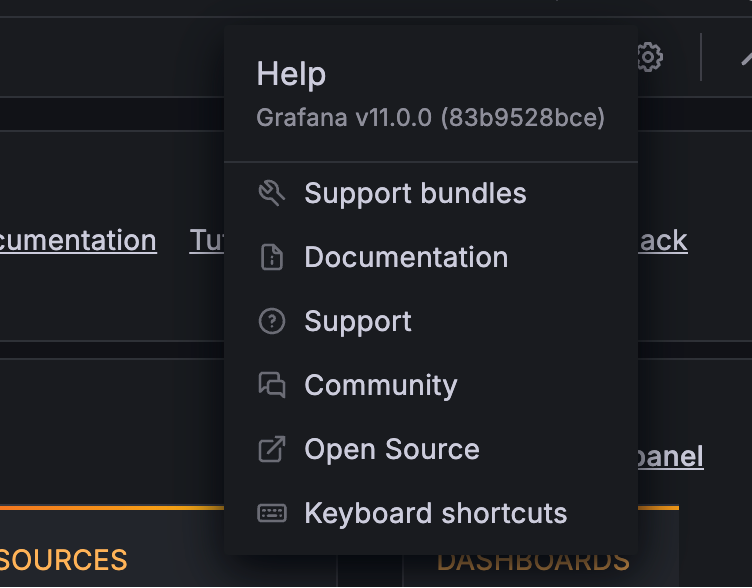 Help
Grafana v11.0.0 (83b9528bce)
Support bundles
cumentation
Tu
ack
Documentation
Support
Community
Open Source
panel
Keyboard shortcuts
SOURCES
DASHBOARDS